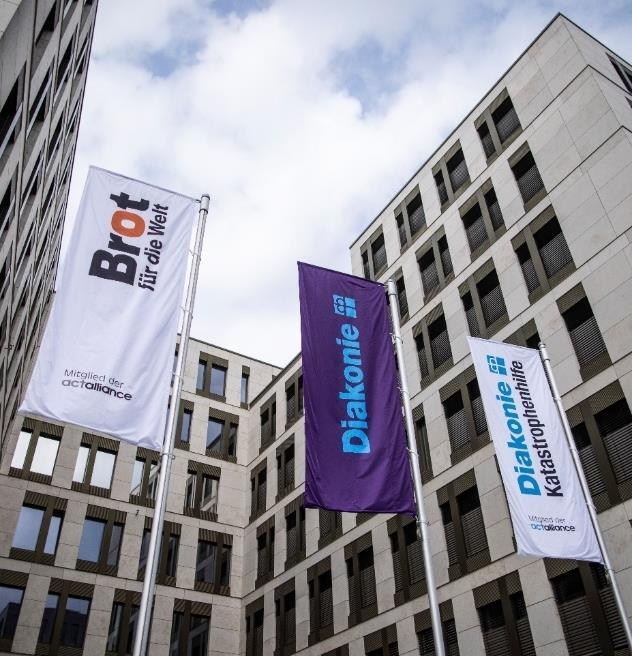 Brot
für die Welt
Mitglied der
actalliance
Diakonie
Diakonie
Katastrophenhilfe
Mitglied der
actalliance